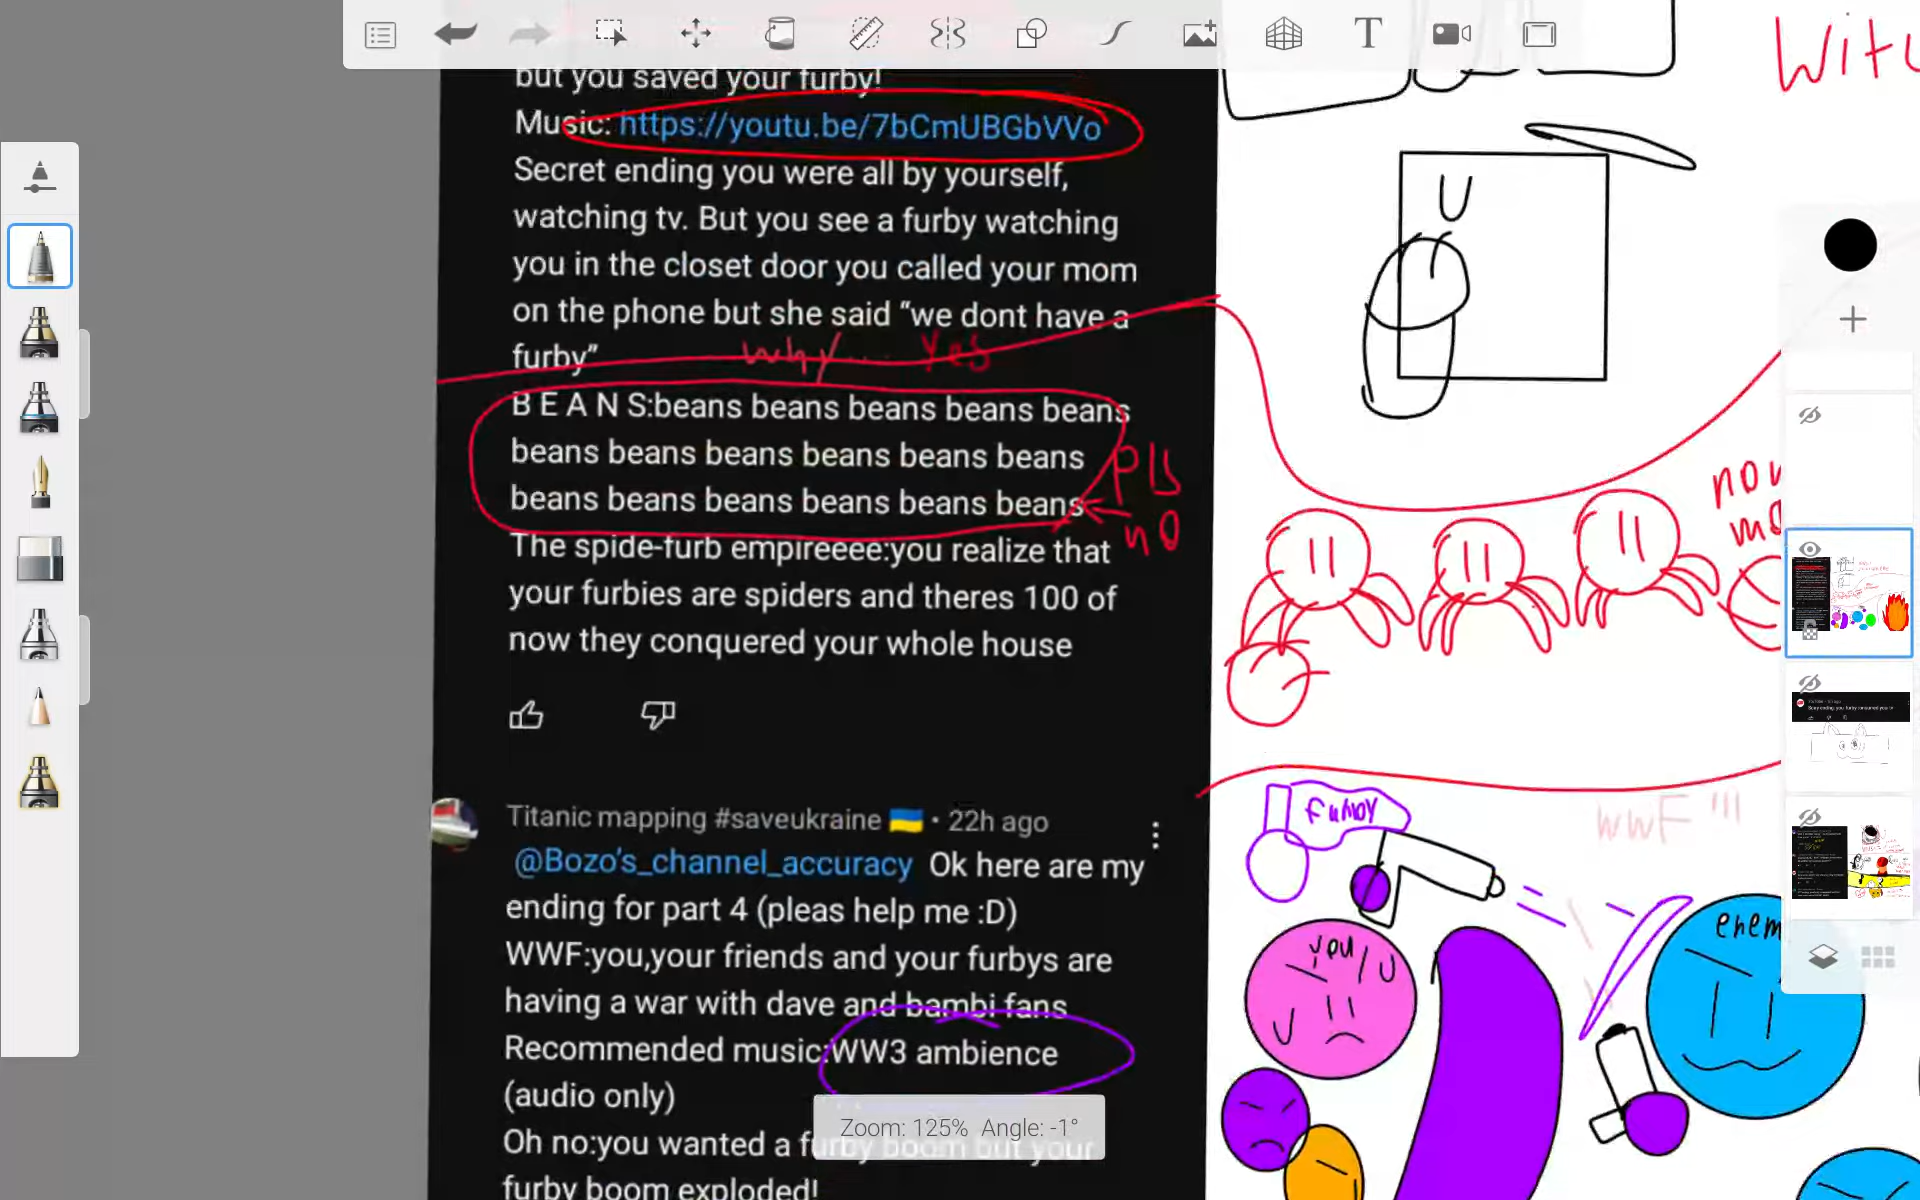 but you saved your furby!
Music: https://youtu.be/7bCmUBGbVVo
Secret ending you were all by yourself,
watching tv. But you see a furby watching
you in the closet door you called your mom
on the phone but she said “we dont have a
furby”
why... Yes
B E A N S:beans beans beans beans beans
beans beans beans beans beans beans
beans beans beans beans beans beans
Pls
no
The spide-furb empireeee:you realize that
your furbies are spiders and theres 100 of
now they conquered your whole house
Titanic mapping #saveukraine 🇺🇦 • 22h ago
@Bozo’s_channel_accuracy Ok here are my
ending for part 4 (pleas help me :D)
WWF:you,your friends and your furbys are
having a war with dave and bambi fans
Recommended music:WW3 ambience
(audio only)
Oh no:you wanted a furby boom but your
furby boom exploded!
Zoom: 125% Angle: -1°
T
U
furby
WWF !!!
you/U